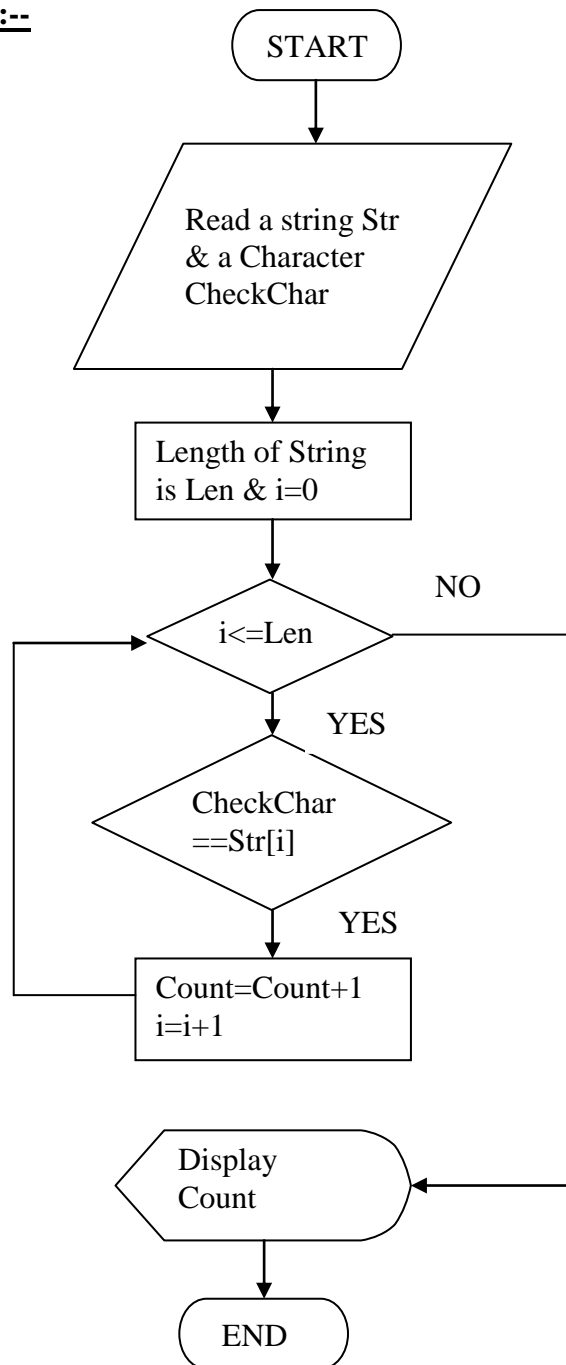 :--
START
Read a string Str
& a Character
CheckChar
Length of String
is Len & i=0
NO
i<=Len
YES
CheckChar
==Str[i]
YES
Count=Count+1
i=i+1
Display
Count
END